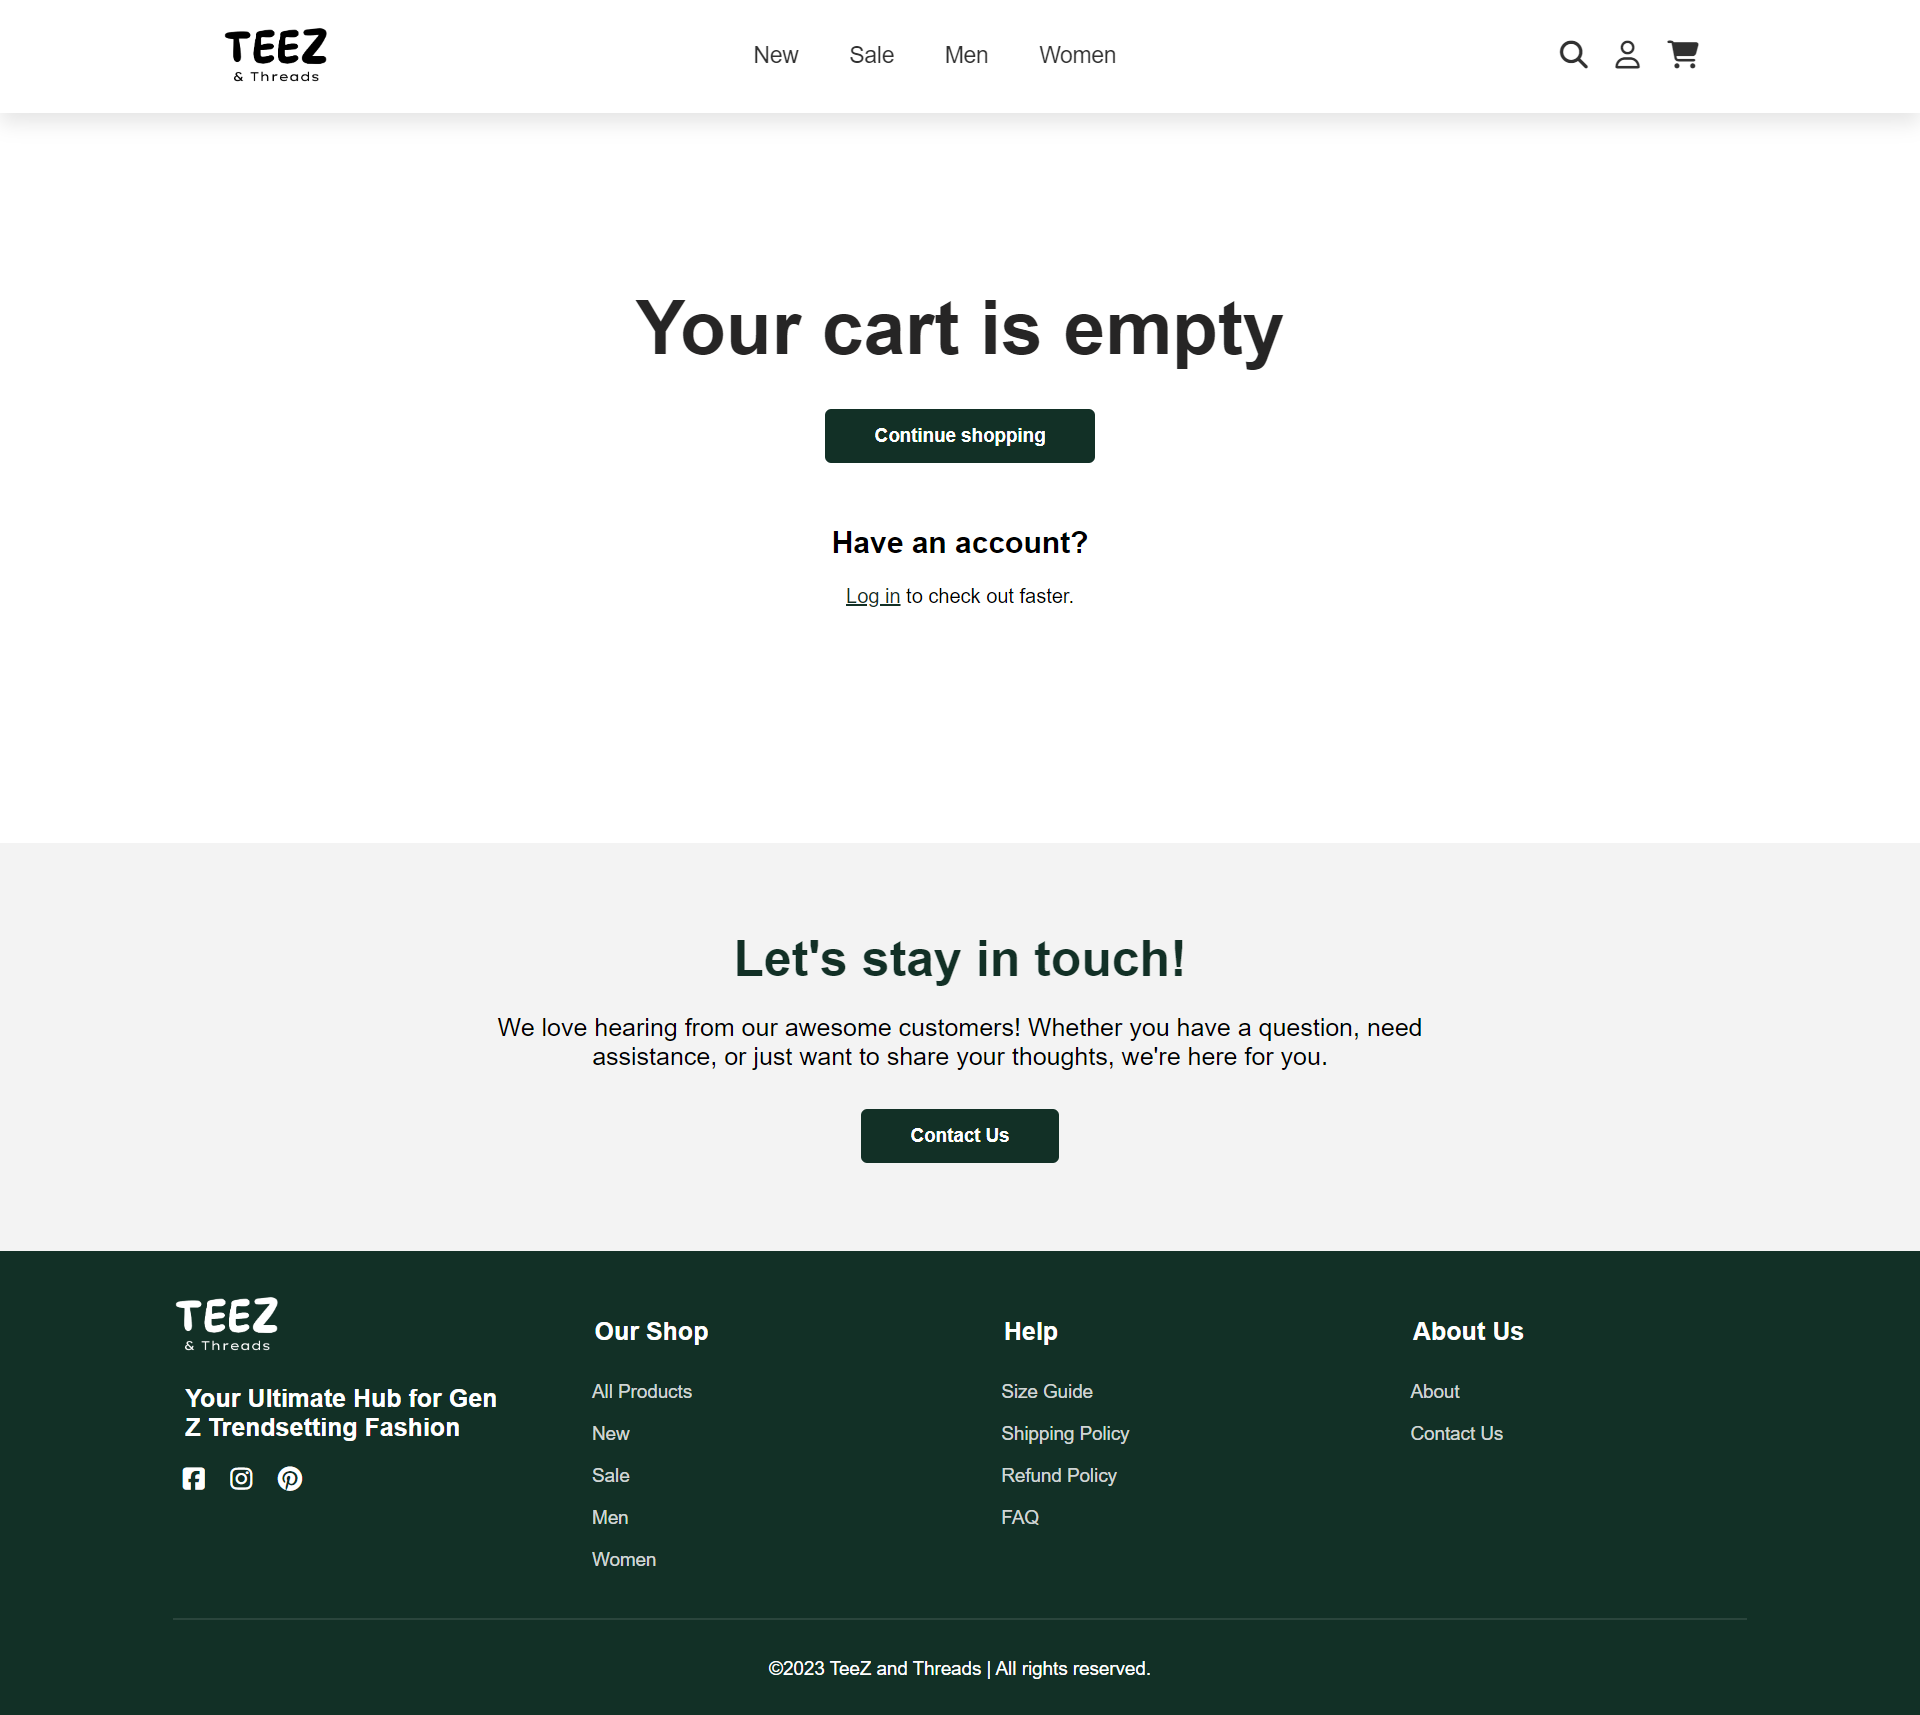 TEEZ
& Threads
New
Sale
Men
Women
Your cart is empty
Continue shopping
Have an account?
Log in to check out faster.
Let's stay in touch!
We love hearing from our awesome customers! Whether you have a question, need
assistance, or just want to share your thoughts, we're here for you.
Contact Us
TEEZ
& Threads
Your Ultimate Hub for Gen
Z Trendsetting Fashion
Our Shop
All Products
New
Sale
Men
Women
Help
Size Guide
Shipping Policy
Refund Policy
FAQ
About Us
About
Contact Us
©2023 TeeZ and Threads | All rights reserved.